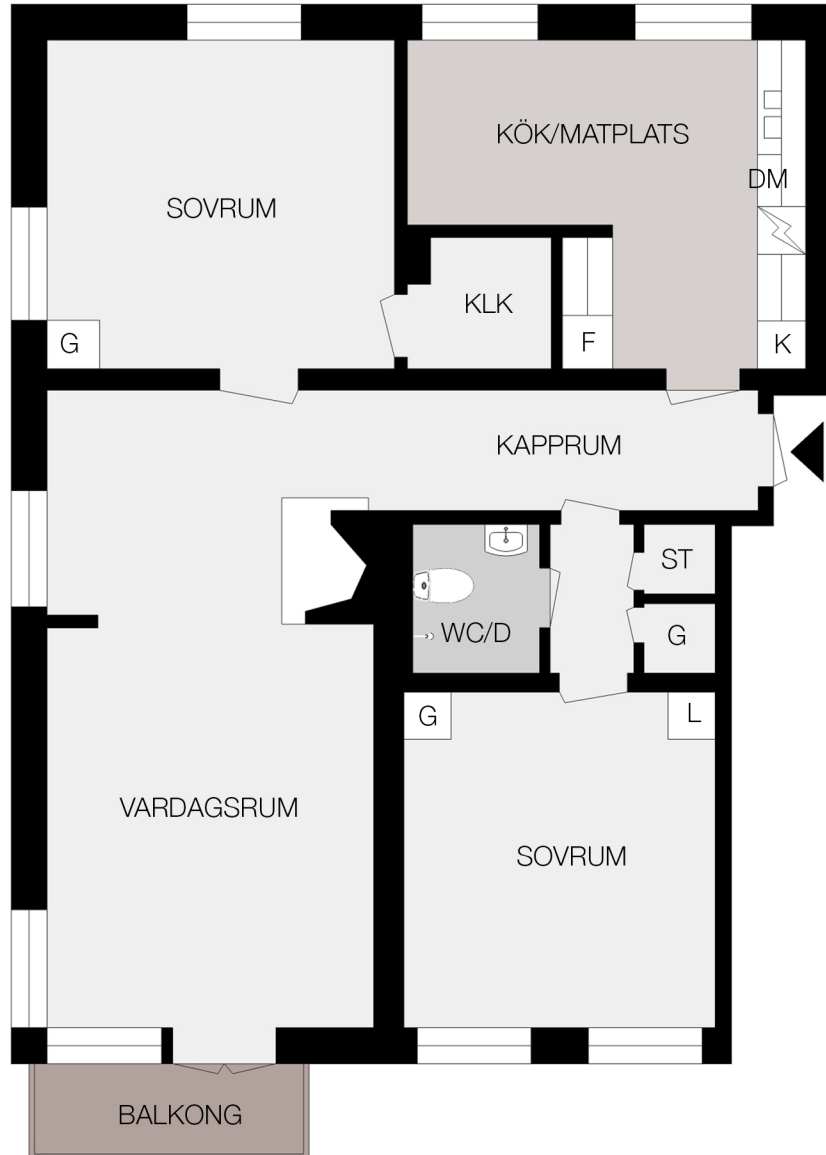 KÖK/MATPLATS
DM
SOVRUM
KLK
G
F
K
KAPPRUM
ST
WC/D
G
G
L
VARDAGSRUM
SOVRUM
BALKONG